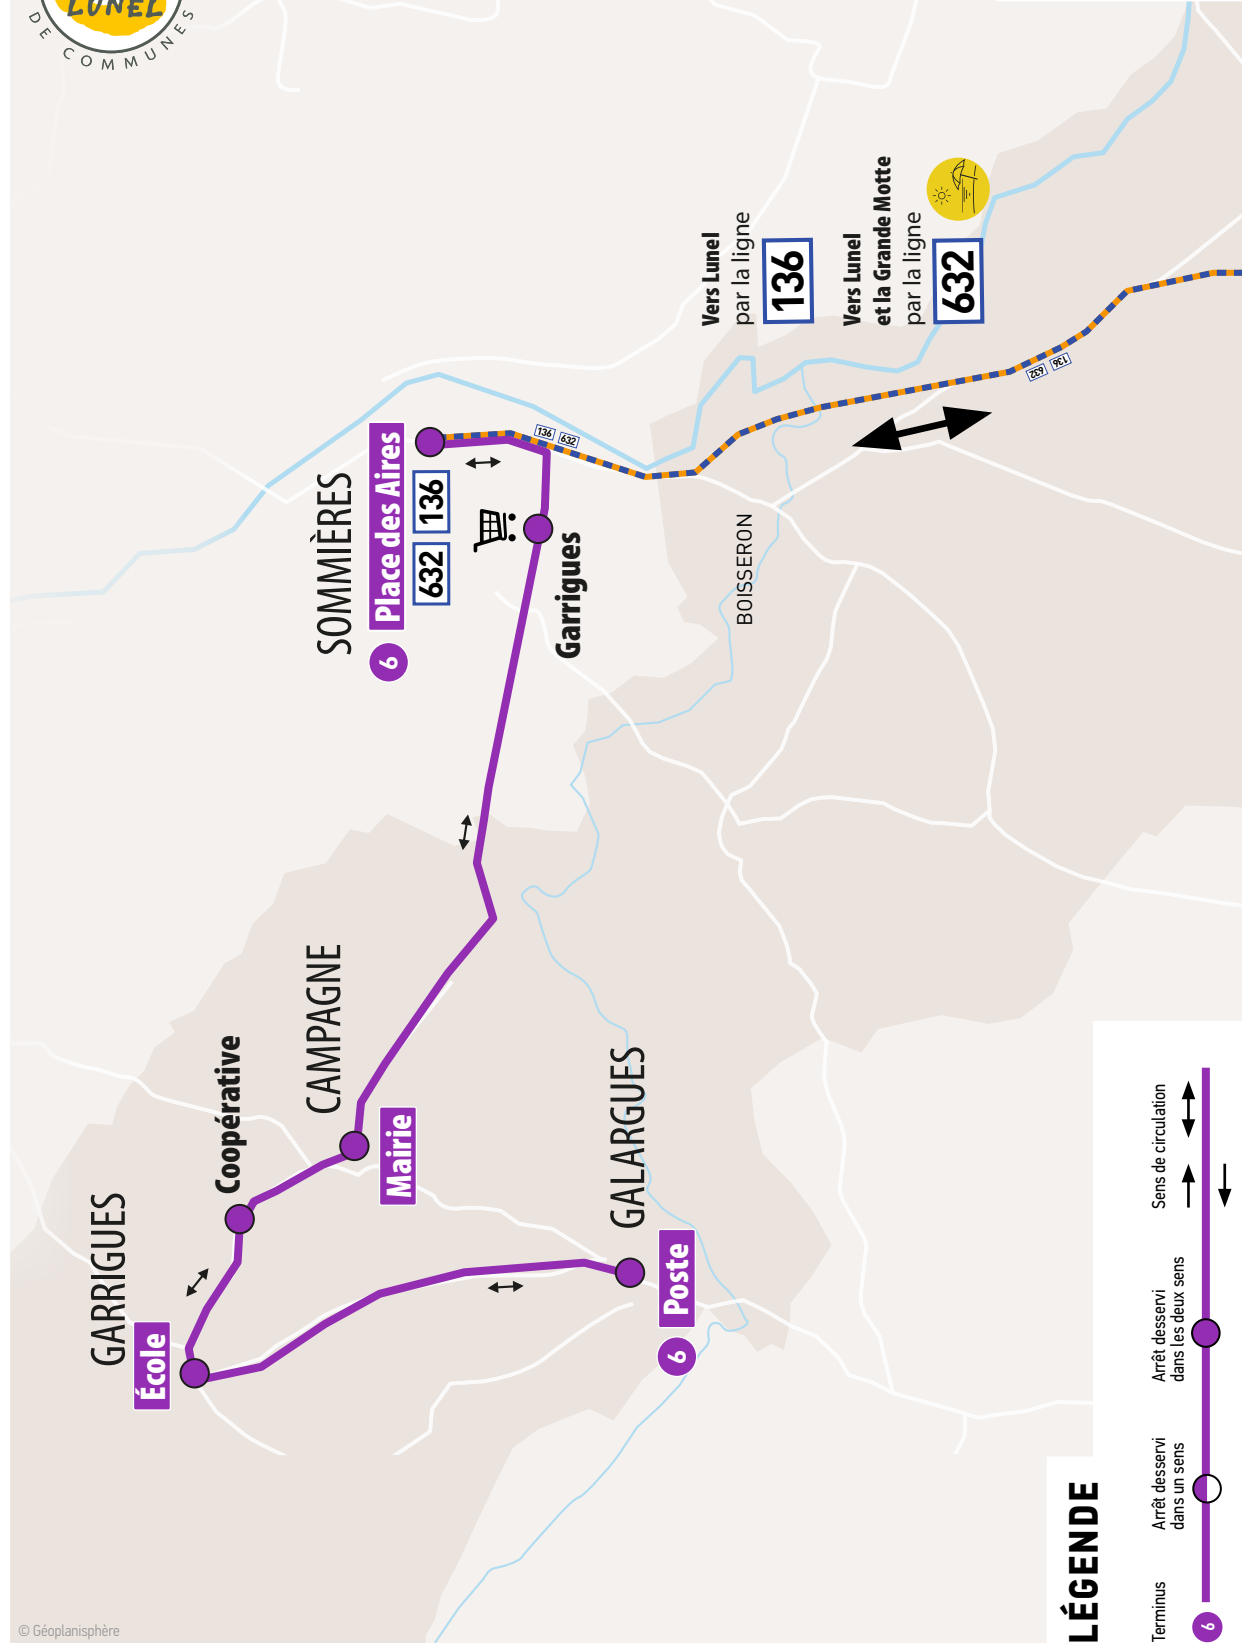 LUNEL
DE COMMUNES
GARRIGUES
École
Coopérative
CAMPAGNE
Mairie
GALARGUES
Poste
6
SOMMIÈRES
6 Place des Aires
632 136
Garrigues
136 632
BOISSERON
Vers Lunel
par la ligne
136
Vers Lunel
et la Grande Motte
par la ligne
632
632 136
LÉGENDE
Terminus
6
Arrêt desservi
dans un sens
Arrêt desservi
dans les deux sens
Sens de circulation
© Géoplanisphère